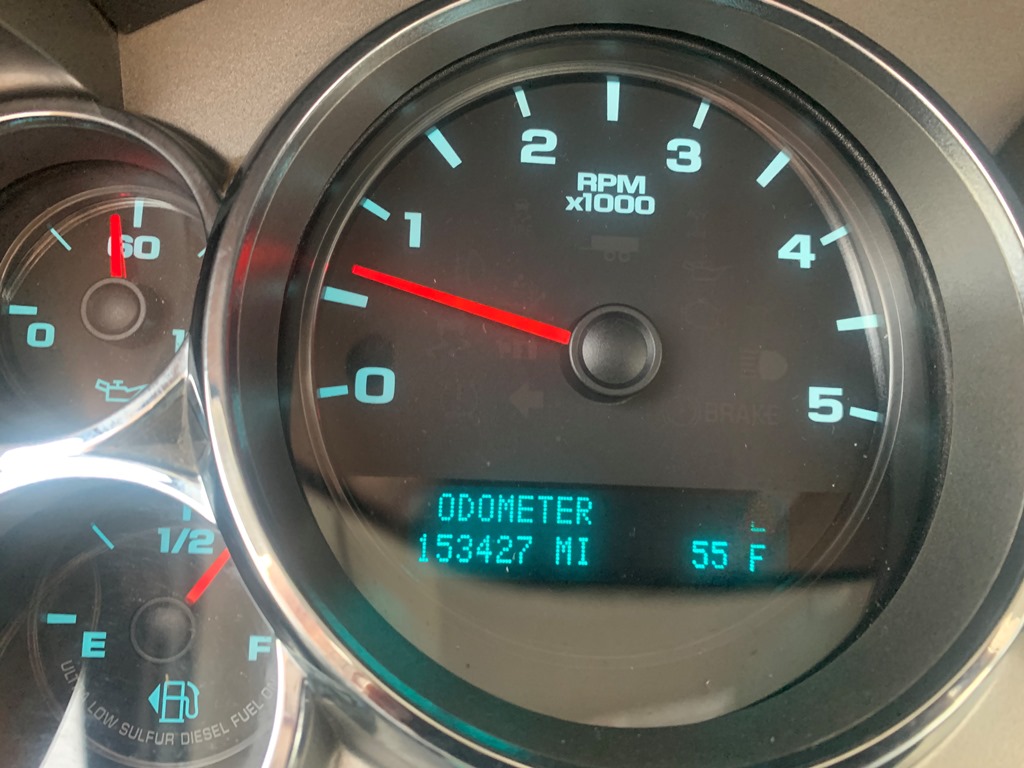 2
3
RPM
x1000
1
4
60
0
1
0
5
BRAKE
ODOMETER
153427 MI
55 F
1/2
E
F
ULTRA LOW SULFUR DIESEL FUEL